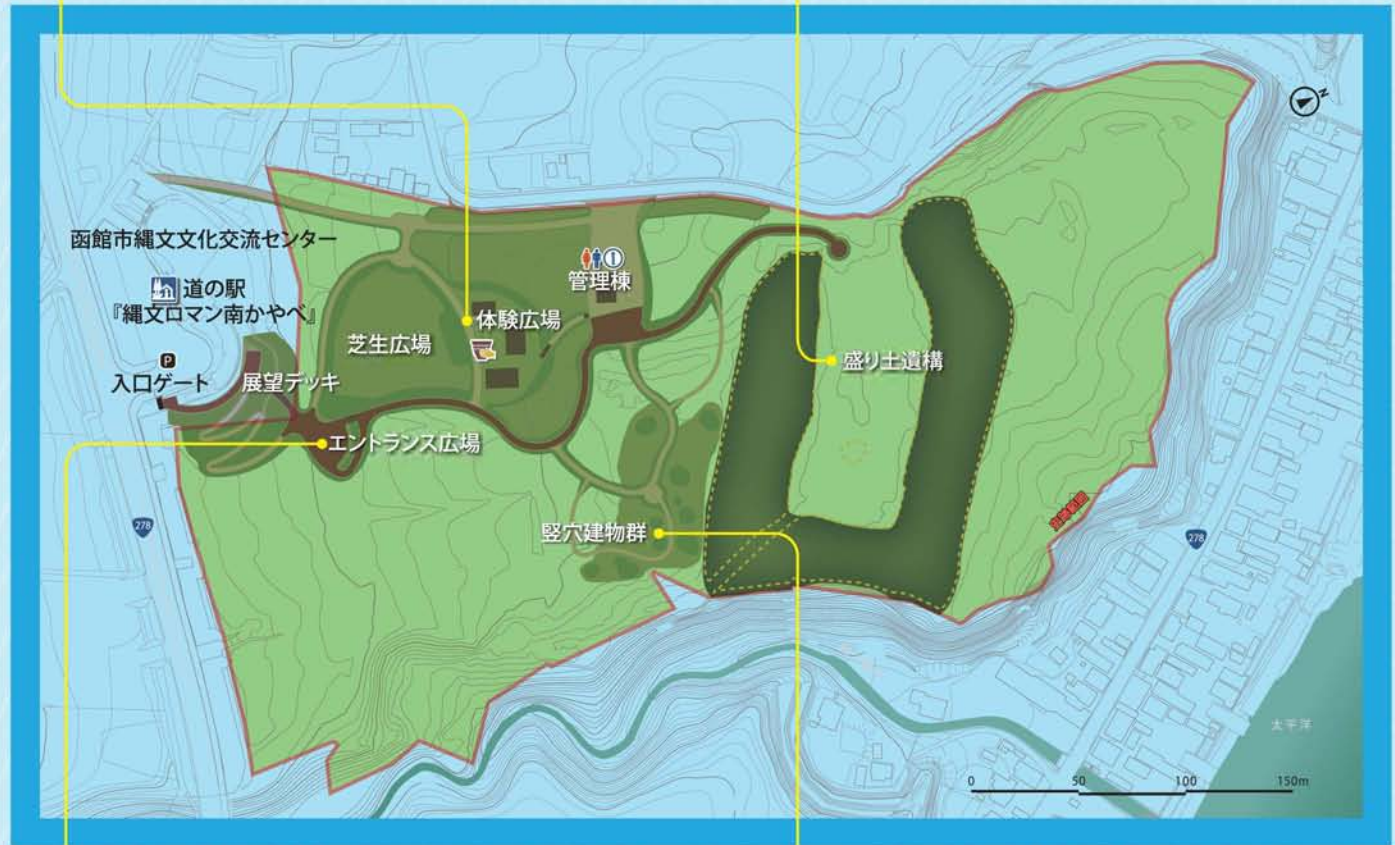 N
函館市縄文文化交流センター
道の駅
『縄文ロマン南かやべ』
P
入口ゲート
展望デッキ
芝生広場
体験広場
管理棟
盛り土遺構
エントランス広場
竪穴建物群
278
278
太平洋
0 50 100 150m